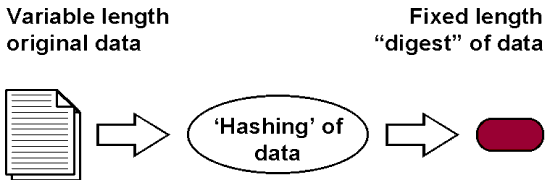 Variable length
original data
Fixed length
“digest” of data
‘Hashing’ of
data